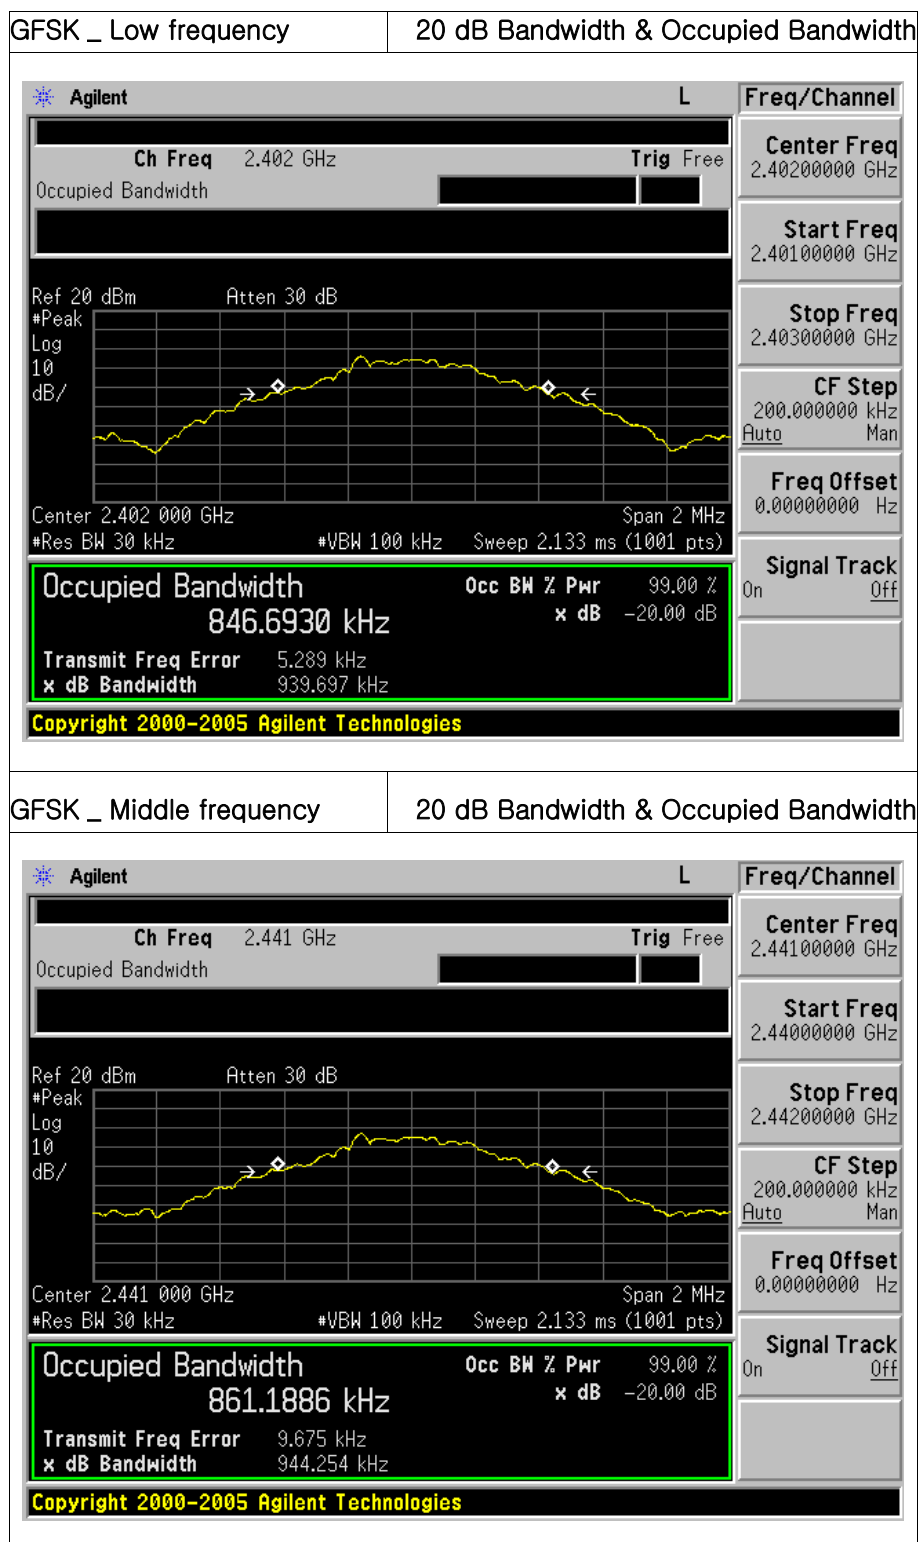 GFSK _ Low frequency 20 dB Bandwidth & Occupied Bandwidth
Agilent L Freq/Channel
Ch Freq 2.402 GHz Trig Free
Occupied Bandwidth
Center Freq
2.40200000 GHz
Start Freq
2.40100000 GHz
Stop Freq
2.40300000 GHz
CF Step
200.000000 kHz
Auto Man
Freq Offset
0.00000000 Hz
Signal Track
On Off
Ref 20 dBm Atten 30 dB
#Peak
Log
10
dB/
Center 2.402 000 GHz Span 2 MHz
#Res BW 30 kHz #VBW 100 kHz Sweep 2.133 ms (1001 pts)
Occupied Bandwidth Occ BW % Pwr 99.00 %
846.6930 kHz x dB -20.00 dB
Transmit Freq Error 5.289 kHz
x dB Bandwidth 939.697 kHz
Copyright 2000-2005 Agilent Technologies
GFSK _ Middle frequency 20 dB Bandwidth & Occupied Bandwidth
Agilent L Freq/Channel
Ch Freq 2.441 GHz Trig Free
Occupied Bandwidth
Center Freq
2.44100000 GHz
Start Freq
2.44000000 GHz
Stop Freq
2.44200000 GHz
CF Step
200.000000 kHz
Auto Man
Freq Offset
0.00000000 Hz
Signal Track
On Off
Ref 20 dBm Atten 30 dB
#Peak
Log
10
dB/
Center 2.441 000 GHz Span 2 MHz
#Res BW 30 kHz #VBW 100 kHz Sweep 2.133 ms (1001 pts)
Occupied Bandwidth Occ BW % Pwr 99.00 %
861.1886 kHz x dB -20.00 dB
Transmit Freq Error 9.675 kHz
x dB Bandwidth 944.254 kHz
Copyright 2000-2005 Agilent Technologies